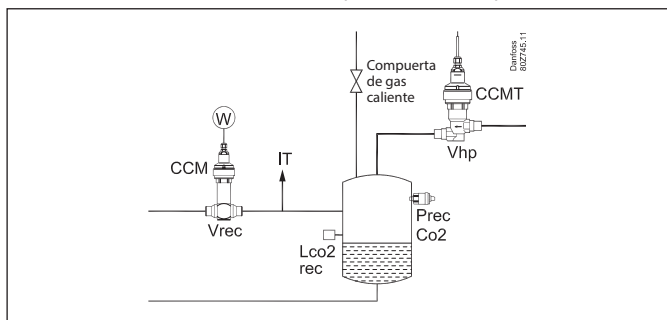 Compuerta
de gas
caliente
Danfoss
80Z745.11
CCMT
W
CCM
IT
Vhp
Vrec
Prec
Co2
Lco2
rec